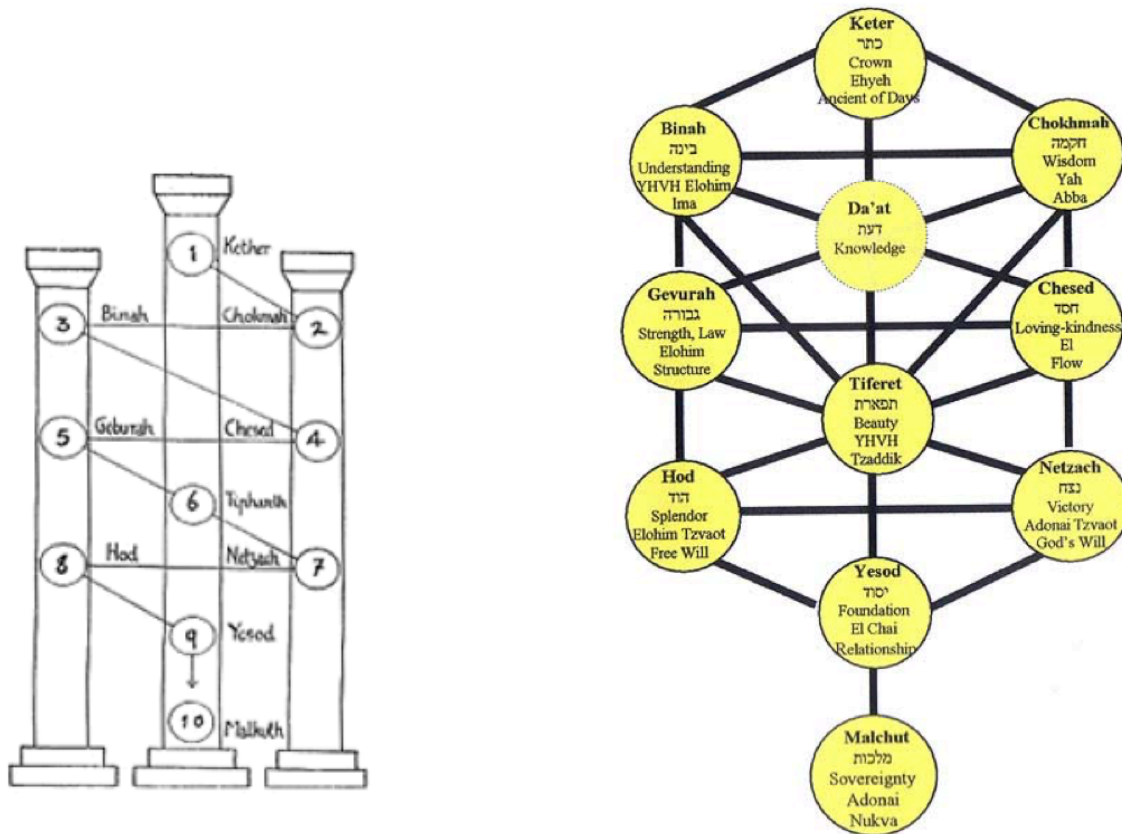 1 Kether
3 Binah Chokmah 2
5 Geburah Chesed 4
6 Tiphareth
8 Hod Netzach 7
9 Yesod
10 Malkuth
Keter
כתר
Crown
Ehyeh
Ancient of Days
Binah
בינה
Understanding
YHVH Elohim
Ima
Chokhmah
חקמה
Wisdom
Yah
Abba
Da'at
דעת
Knowledge
Gevurah
גבורה
Strength, Law
Elohim
Structure
Chesed
חסד
Loving-kindness
El
Flow
Tiferet
תפארת
Beauty
YHVH
Tzaddik
Hod
הוד
Splendor
Elohim Tzvaot
Free Will
Netzach
נצח
Victory
Adonai Tzvaot
God's Will
Yesod
יסוד
Foundation
El Chai
Relationship
Malchut
מלכות
Sovereignty
Adonai
Nukva